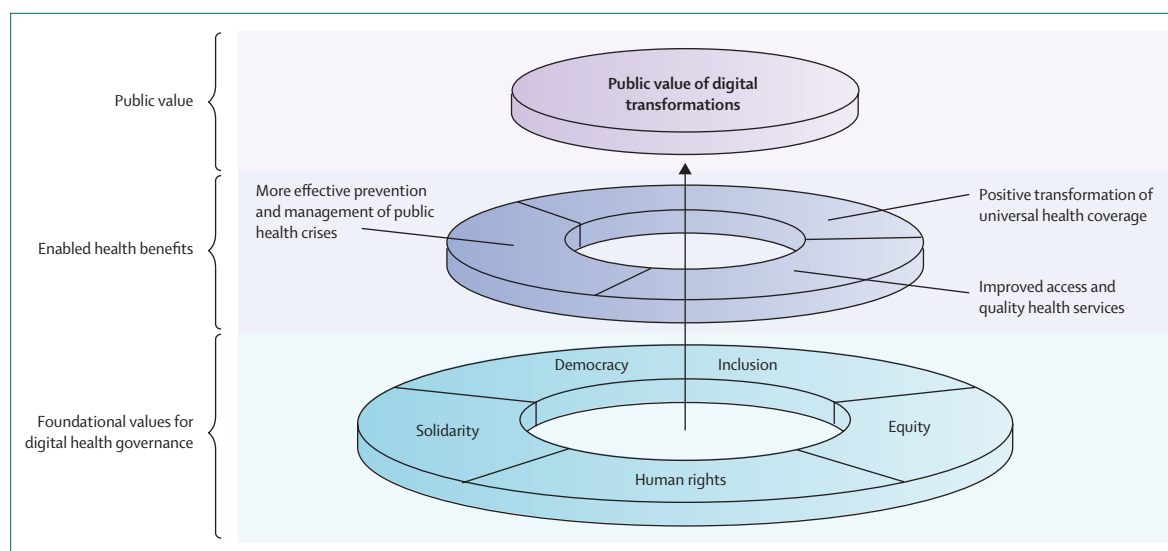 Public value
Public value of digital
transformations
Enabled health benefits
More effective prevention
and management of public
health crises
Positive transformation of
universal health coverage
Improved access and
quality health services
Foundational values for
digital health governance
Democracy
Inclusion
Solidarity
Equity
Human rights